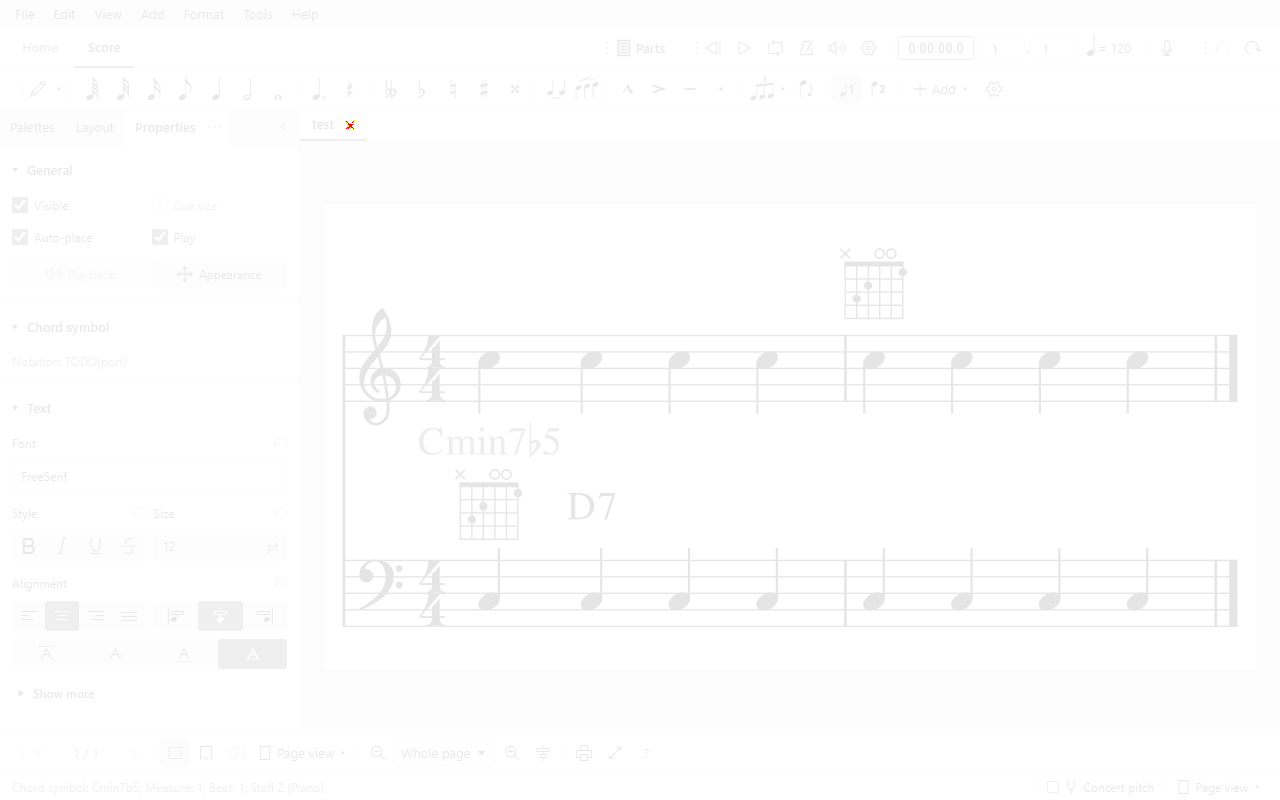 File Edit View Add Format Tools Help
Home Score Parts 0:00:00.0 1 . 1 = 120
Add
Palettes Layout Properties test
General
Visible Cue size
Auto-place Play
Playback Appearance
Chord symbol
Notation: TODO(port)
Text
Font
FreeSerif
Style Size
B I U S 12 pt
Alignment
Show more
Cmin7♭5
D7
1 / 1 Page view Whole page ?
Chord symbol: Cmin7b5; Measure: 1; Beat: 1; Staff 2 (Piano) Concert pitch Page view